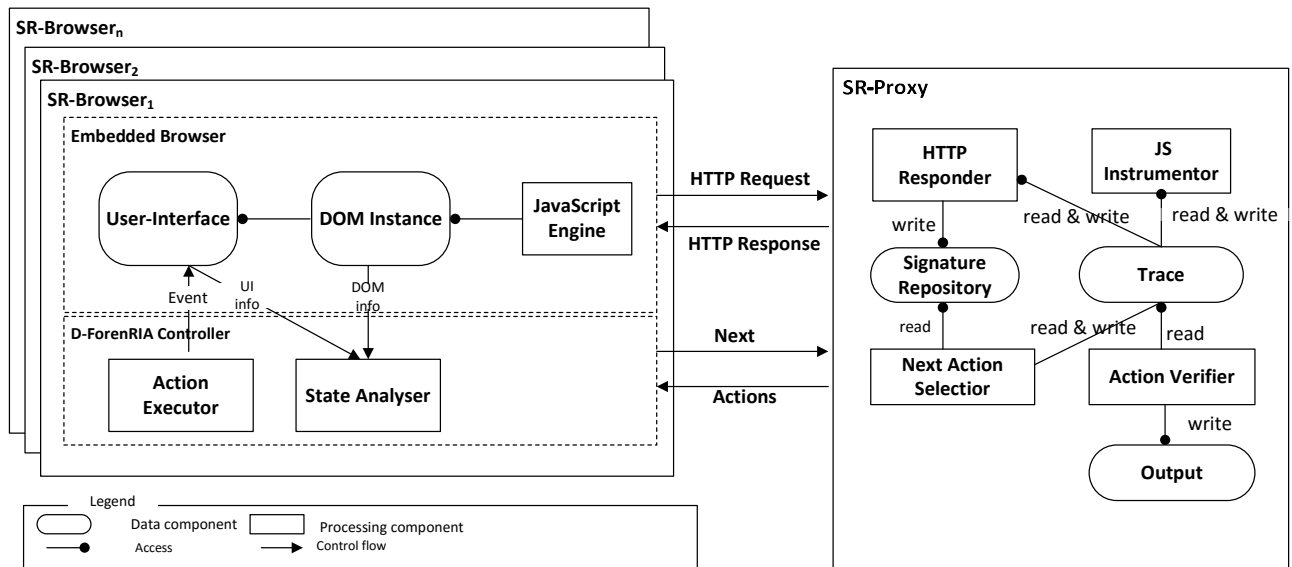 SR-Browsern
SR-Browser2
SR-Browser1
Embedded Browser
User-Interface
DOM Instance
JavaScript
Engine
Event
UI
info
DOM
info
D-ForenRIA Controller
Action
Executor
State Analyser
HTTP Request
HTTP Response
Next
Actions
SR-Proxy
HTTP
Responder
JS
Instrumentor
write
read & write
read & write
Signature
Repository
Trace
read
read & write
read
Next Action
Selectior
Action Verifier
write
Output
Legend
Data component
Processing component
Access
Control flow